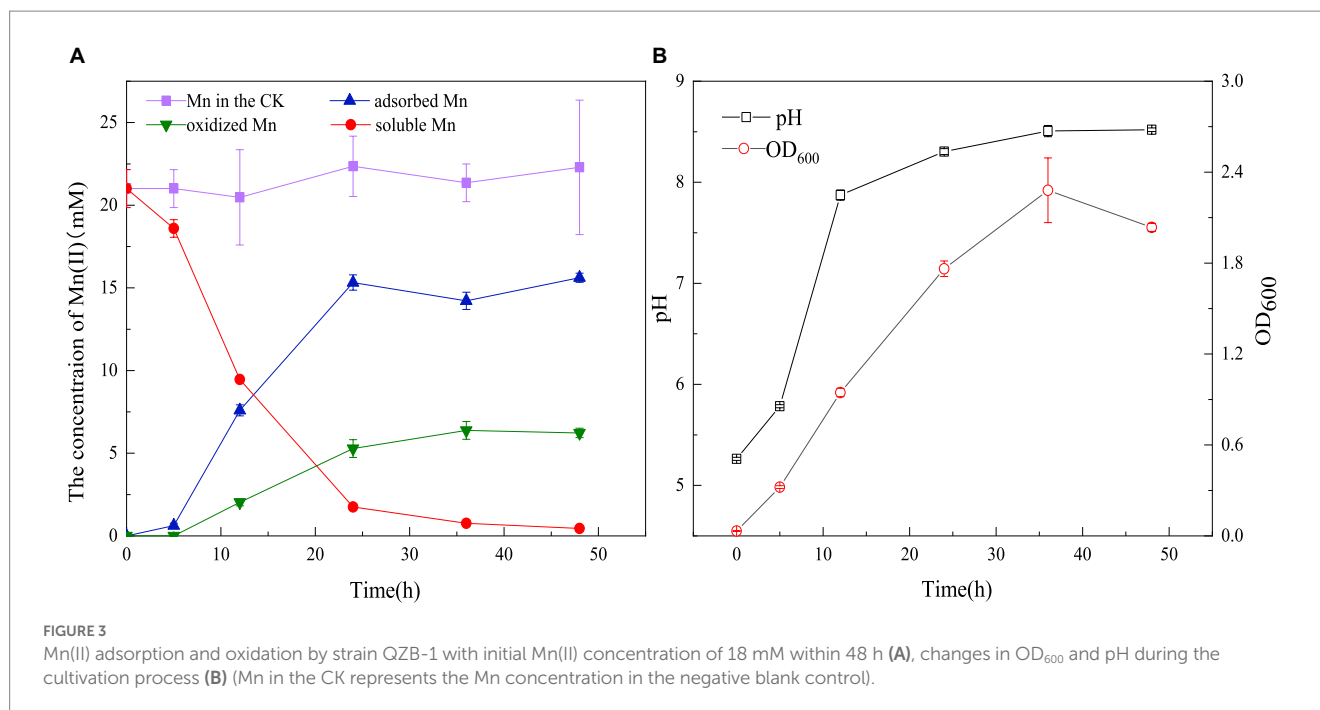 A
Mn in the CK
adsorbed Mn
oxidized Mn
soluble Mn
25
20
15
10
5
0
The concentraion of Mn(II) (mM)
0 10 20 30 40 50
Time(h)
B
pH
OD600
9
8
7
6
5
pH
3.0
2.4
1.8
1.2
0.6
0.0
OD600
0 10 20 30 40 50
Time(h)
FIGURE 3
Mn(II) adsorption and oxidation by strain QZB-1 with initial Mn(II) concentration of 18 mM within 48 h (A), changes in OD600 and pH during the
cultivation process (B) (Mn in the CK represents the Mn concentration in the negative blank control).